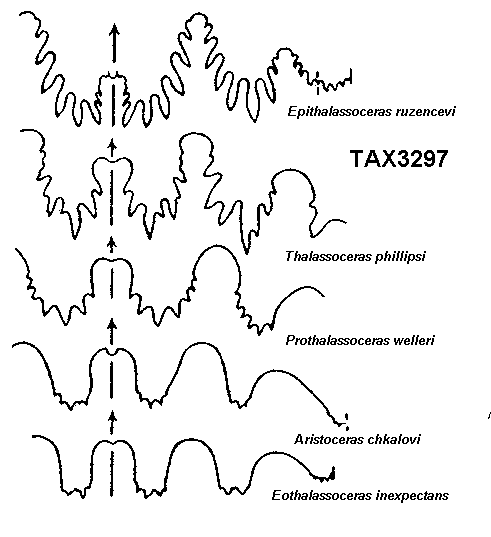 Epithalassoceras ruzencevi
TAX3297
Thalassoceras phillipsi
Prothalassoceras welleri
Aristoceras chkalovi
Eothalassoceras inexpectans